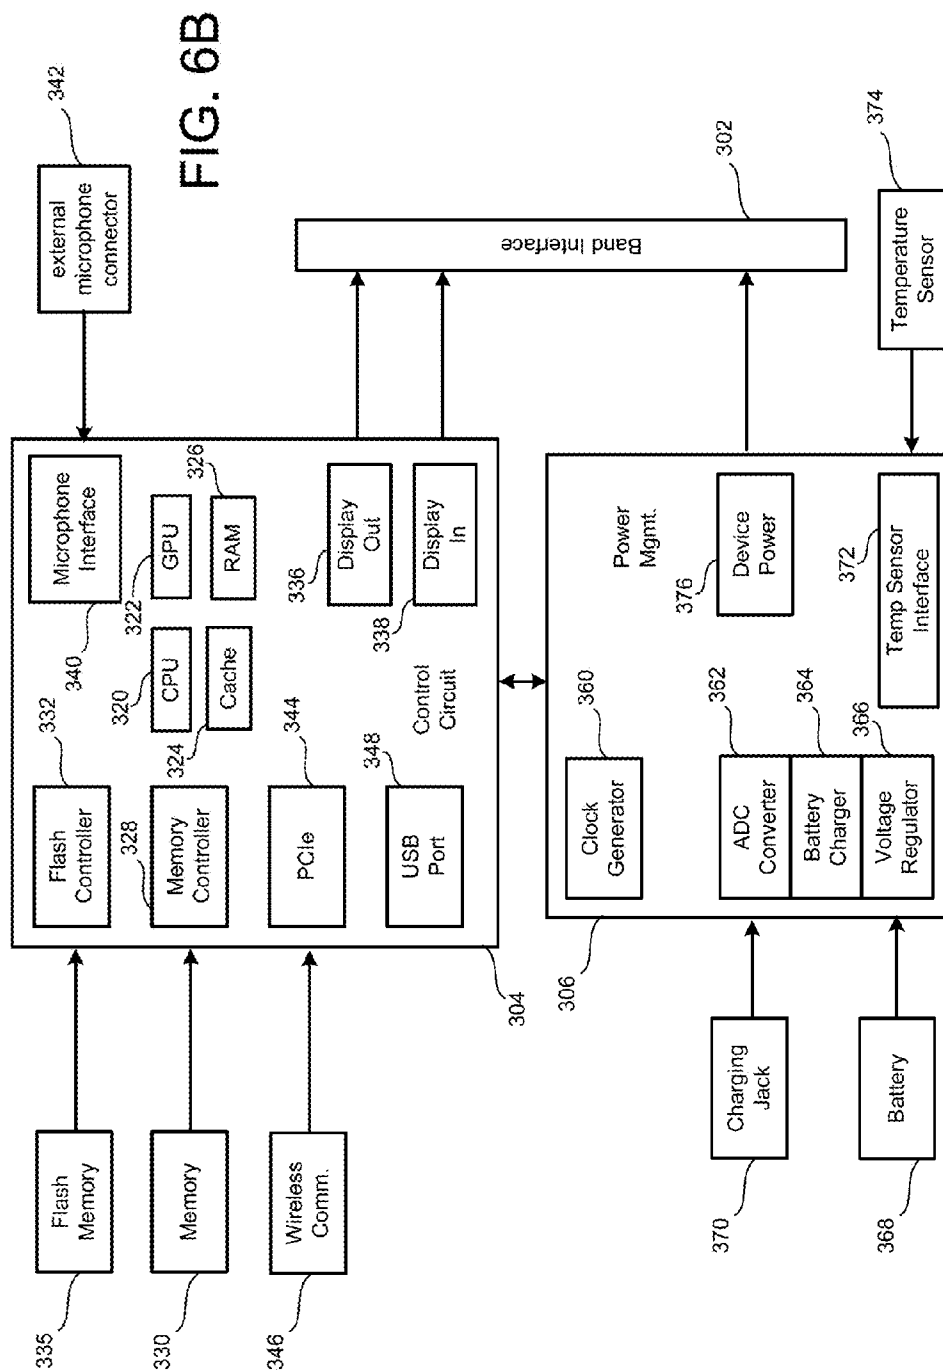 335
Flash
Memory
330
Memory
346
Wireless
Comm.
304
332
Flash
Controller
328
Memory
Controller
344
PCIe
348
USB
Port
340
Microphone
Interface
320
CPU
322
GPU
324
Cache
326
RAM
336
Display
Out
338
Display
In
Control
Circuit
342
external
microphone
connector
FIG. 6B
302
Band Interface
370
Charging
Jack
368
Battery
306
360
Clock
Generator
362
ADC
Converter
364
Battery
Charger
366
Voltage
Regulator
Power
Mgmt.
376
Device
Power
372
Temp Sensor
Interface
374
Temperature
Sensor